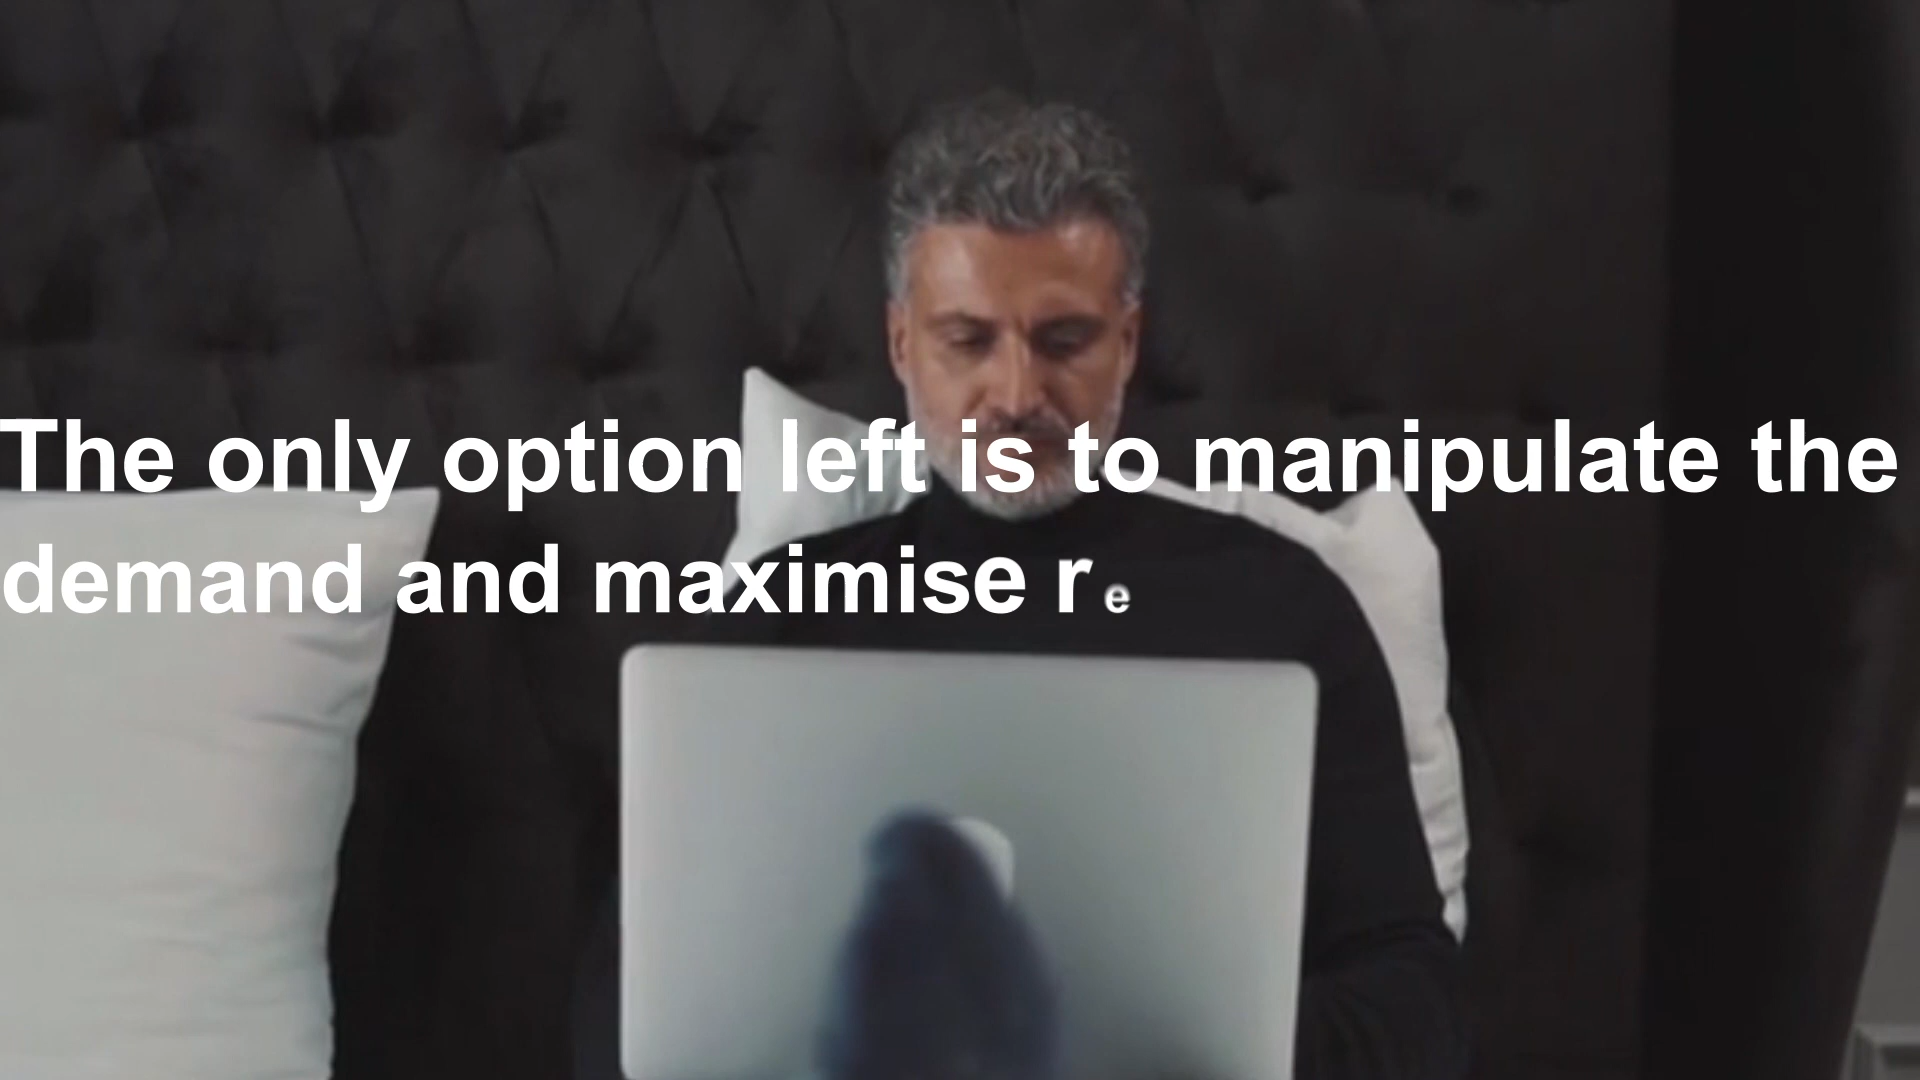 The only option left is to manipulate the
demand and maximise re